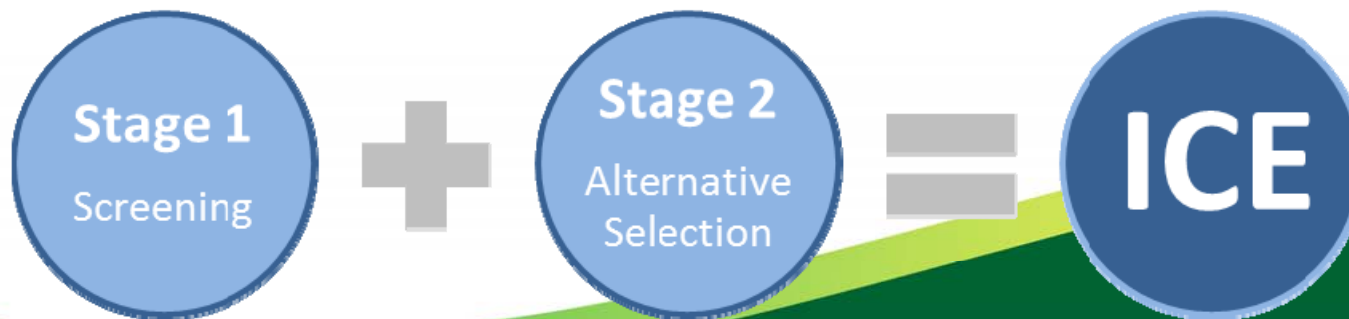 Stage 1
Screening
Stage 2
Alternative
Selection
ICE